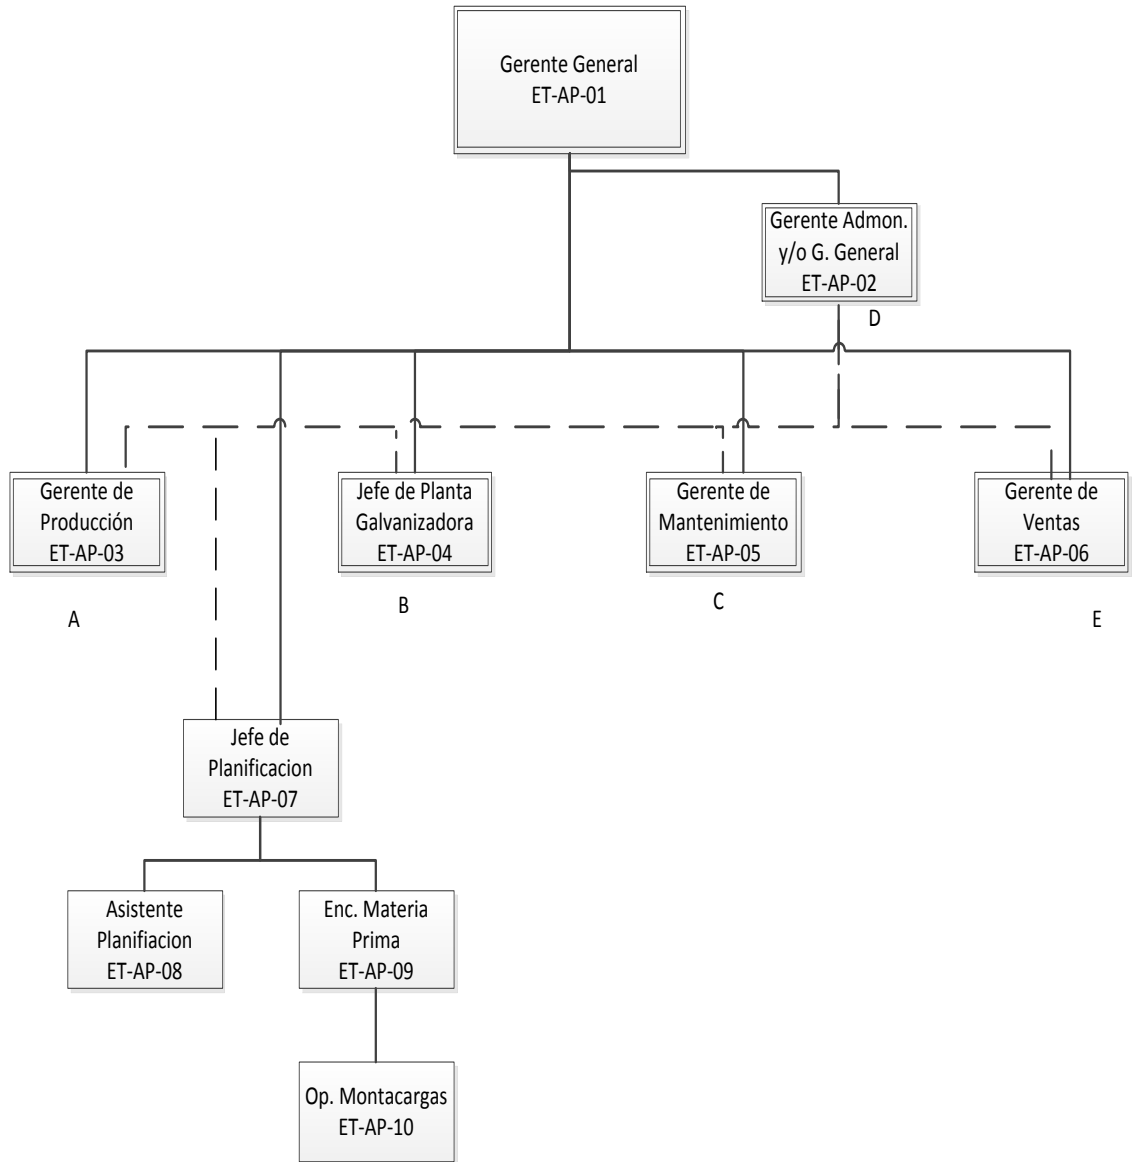 Gerente General
ET-AP-01
Gerente Admon.
y/o G. General
ET-AP-02
D
Gerente de
Producción
ET-AP-03
Jefe de Planta
Galvanizadora
ET-AP-04
Gerente de
Mantenimiento
ET-AP-05
Gerente de
Ventas
ET-AP-06
A
B
C
E
Jefe de
Planificacion
ET-AP-07
Asistente
Planifiacion
ET-AP-08
Enc. Materia
Prima
ET-AP-09
Op. Montacargas
ET-AP-10